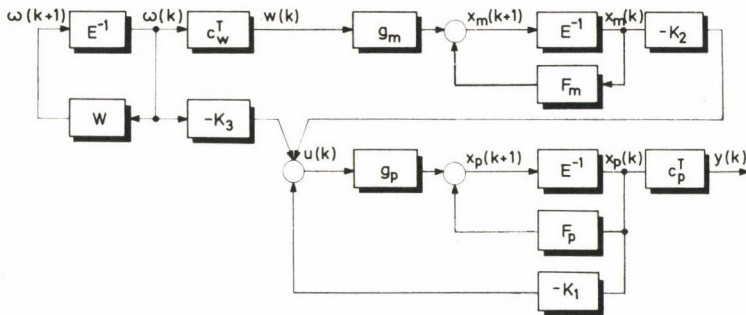 ω(k+1) ω(k) w(k) x_m(k+1) x_m(k)
E⁻¹ c_w^T g_m E⁻¹ -K₂
F_m
W -K₃
u(k) x_p(k+1) x_p(k) y(k)
g_p E⁻¹ c_p^T
F_p
-K₁